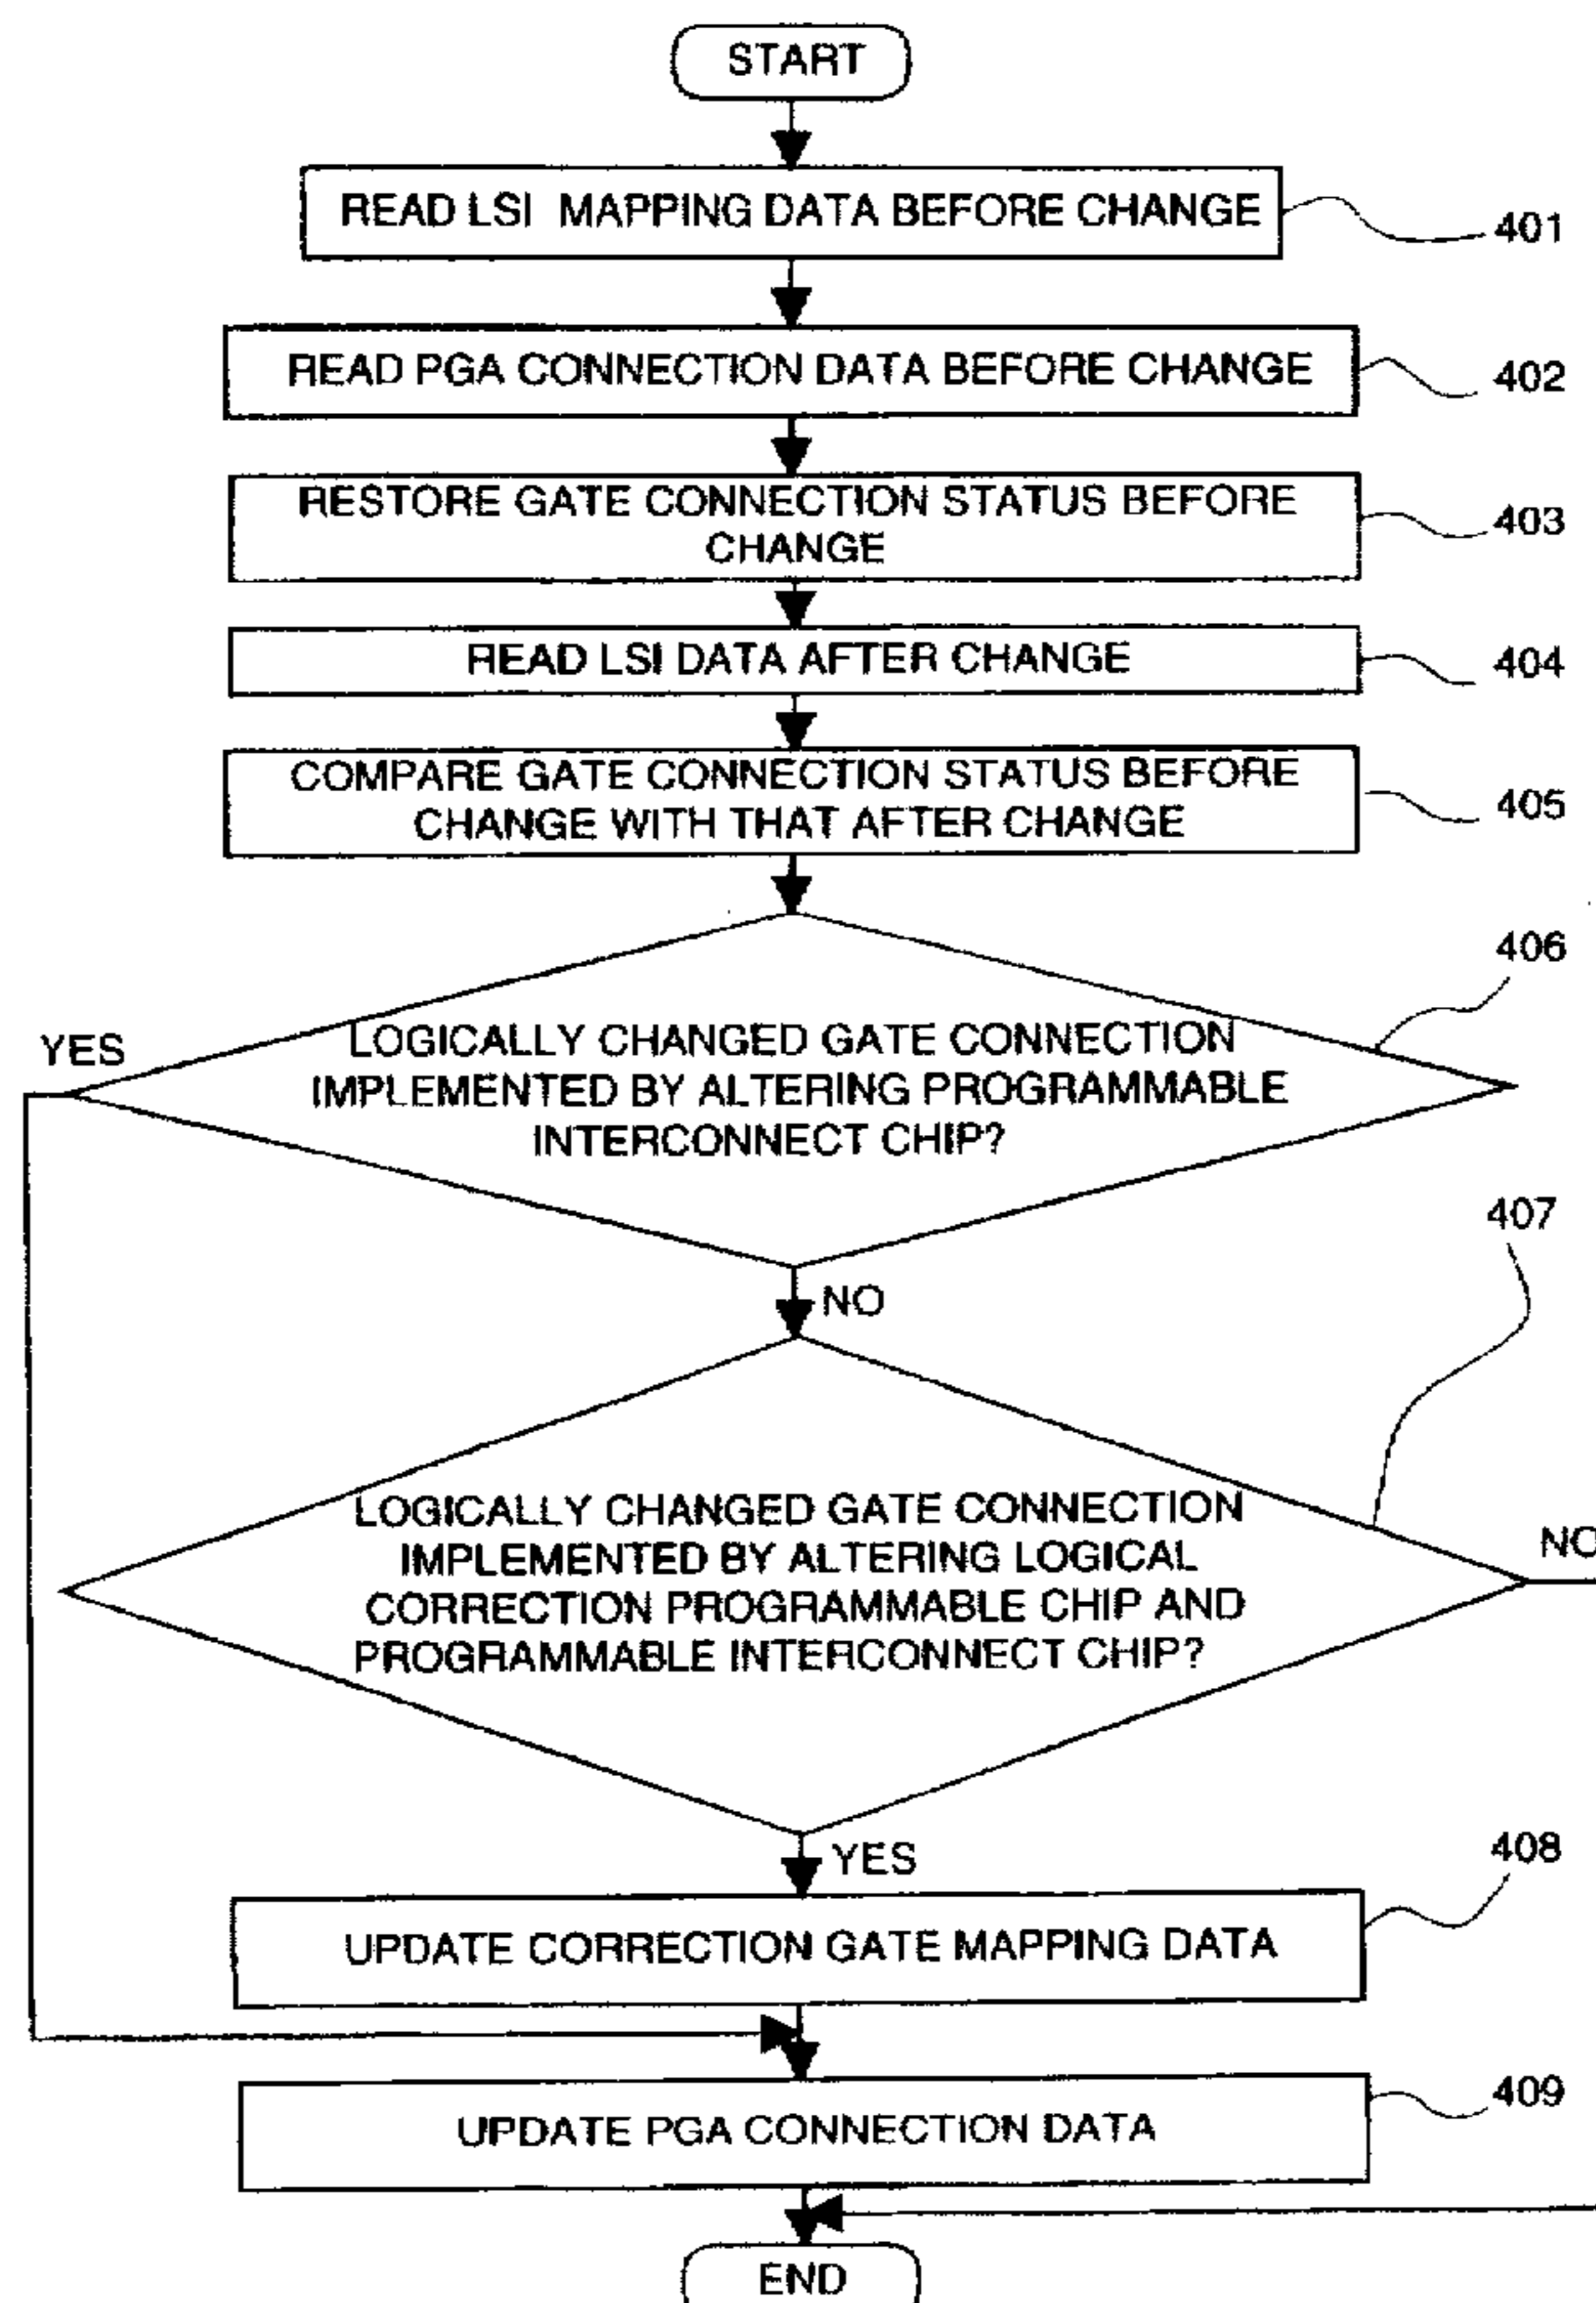 START
READ LSI MAPPING DATA BEFORE CHANGE
401
READ PGA CONNECTION DATA BEFORE CHANGE
402
RESTORE GATE CONNECTION STATUS BEFORE
CHANGE
403
READ LSI DATA AFTER CHANGE
404
COMPARE GATE CONNECTION STATUS BEFORE
CHANGE WITH THAT AFTER CHANGE
405
406
YES
LOGICALLY CHANGED GATE CONNECTION
IMPLEMENTED BY ALTERING PROGRAMMABLE
INTERCONNECT CHIP?
407
NO
LOGICALLY CHANGED GATE CONNECTION
IMPLEMENTED BY ALTERING LOGICAL
CORRECTION PROGRAMMABLE CHIP AND
PROGRAMMABLE INTERCONNECT CHIP?
NO
YES
408
UPDATE CORRECTION GATE MAPPING DATA
409
UPDATE PGA CONNECTION DATA
END